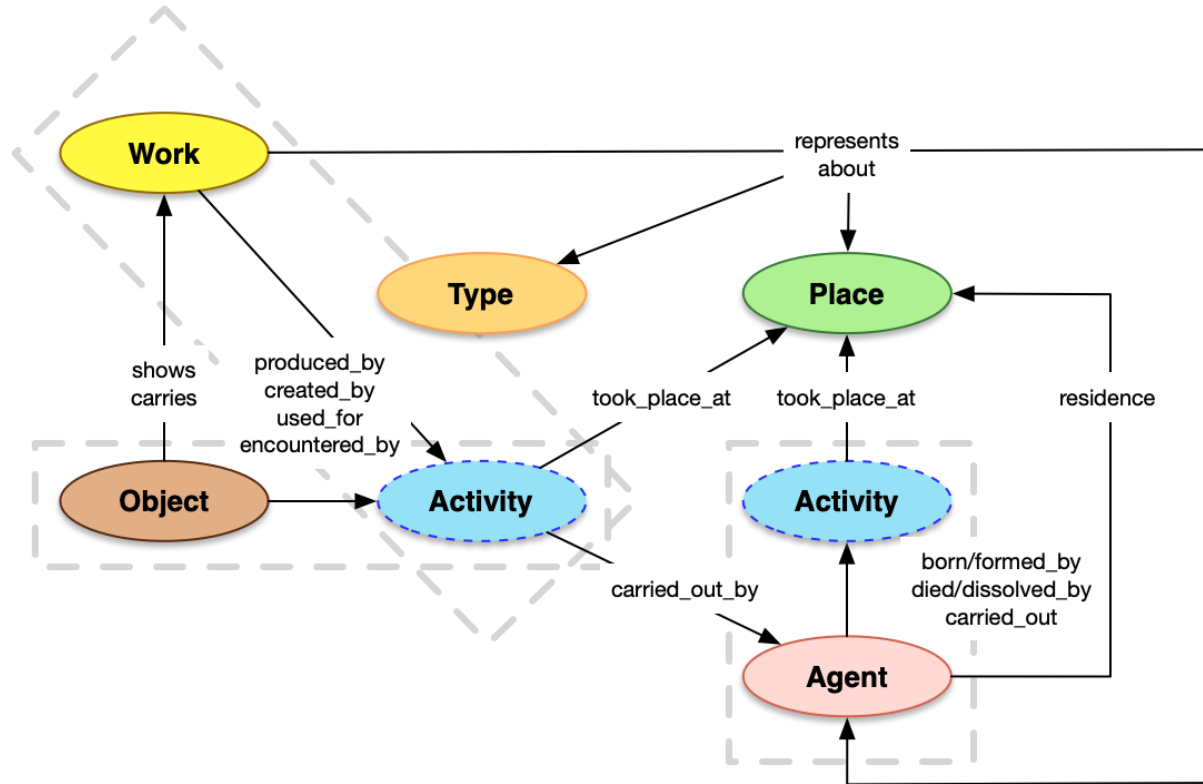 Work
represents
about
Type
Place
shows
carries
produced_by
created_by
used_for
encountered_by
took_place_at
took_place_at
residence
Object
Activity
Activity
born/formed_by
died/dissolved_by
carried_out
carried_out_by
Agent